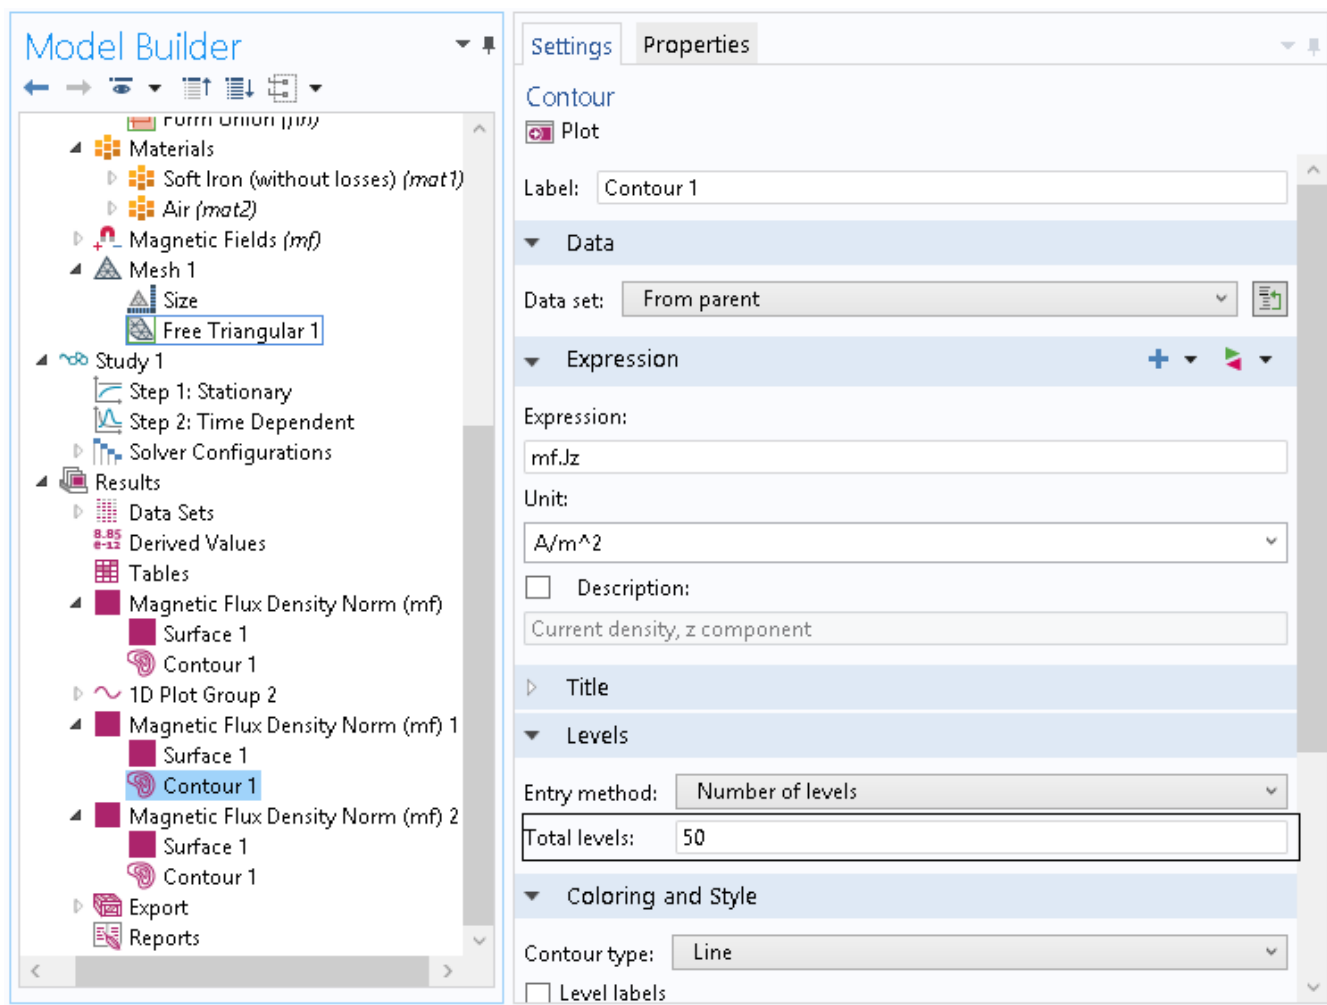 Model Builder
Form Union (fin)
Materials
Soft Iron (without losses) (mat1)
Air (mat2)
Magnetic Fields (mf)
Mesh 1
Size
Free Triangular 1
Study 1
Step 1: Stationary
Step 2: Time Dependent
Solver Configurations
Results
Data Sets
8.85
e-12 Derived Values
Tables
Magnetic Flux Density Norm (mf)
Surface 1
Contour 1
1D Plot Group 2
Magnetic Flux Density Norm (mf) 1
Surface 1
Contour 1
Magnetic Flux Density Norm (mf) 2
Surface 1
Contour 1
Export
Reports
Settings Properties
Contour
Plot
Label: Contour 1
Data
Data set: From parent
Expression
Expression:
mf.Jz
Unit:
A/m^2
Description:
Current density, z component
Title
Levels
Entry method: Number of levels
Total levels: 50
Coloring and Style
Contour type: Line
Level labels